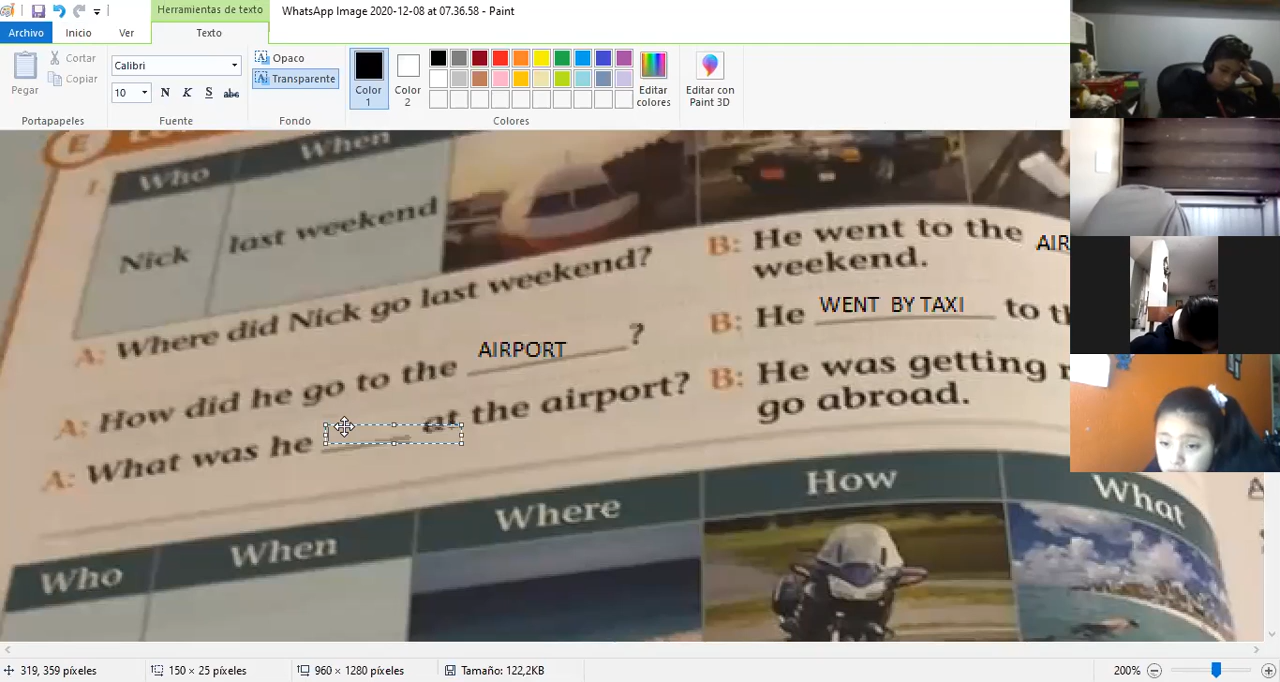 Herramientas de texto
WhatsApp Image 2020-12-08 at 07.36.58 - Paint
Archivo
Inicio
Ver
Texto
Pegar
Cortar
Copiar
Portapapeles
Calibri
10
N K S abc
Fuente
Opaco
Transparente
Fondo
Color 1
Color 2
Editar colores
Editar con Paint 3D
Colores
E
1.
Who
When
Nick
last weekend
A: Where did Nick go last weekend?
B: He went to the AIR
weekend.
A: How did he go to the AIRPORT ?
B: He WENT BY TAXI to t
A: What was he at the airport?
B: He was getting
go abroad.
Who
When
Where
How
What
319, 359 píxeles
150 × 25 píxeles
960 × 1280 píxeles
Tamaño: 122,2KB
200%